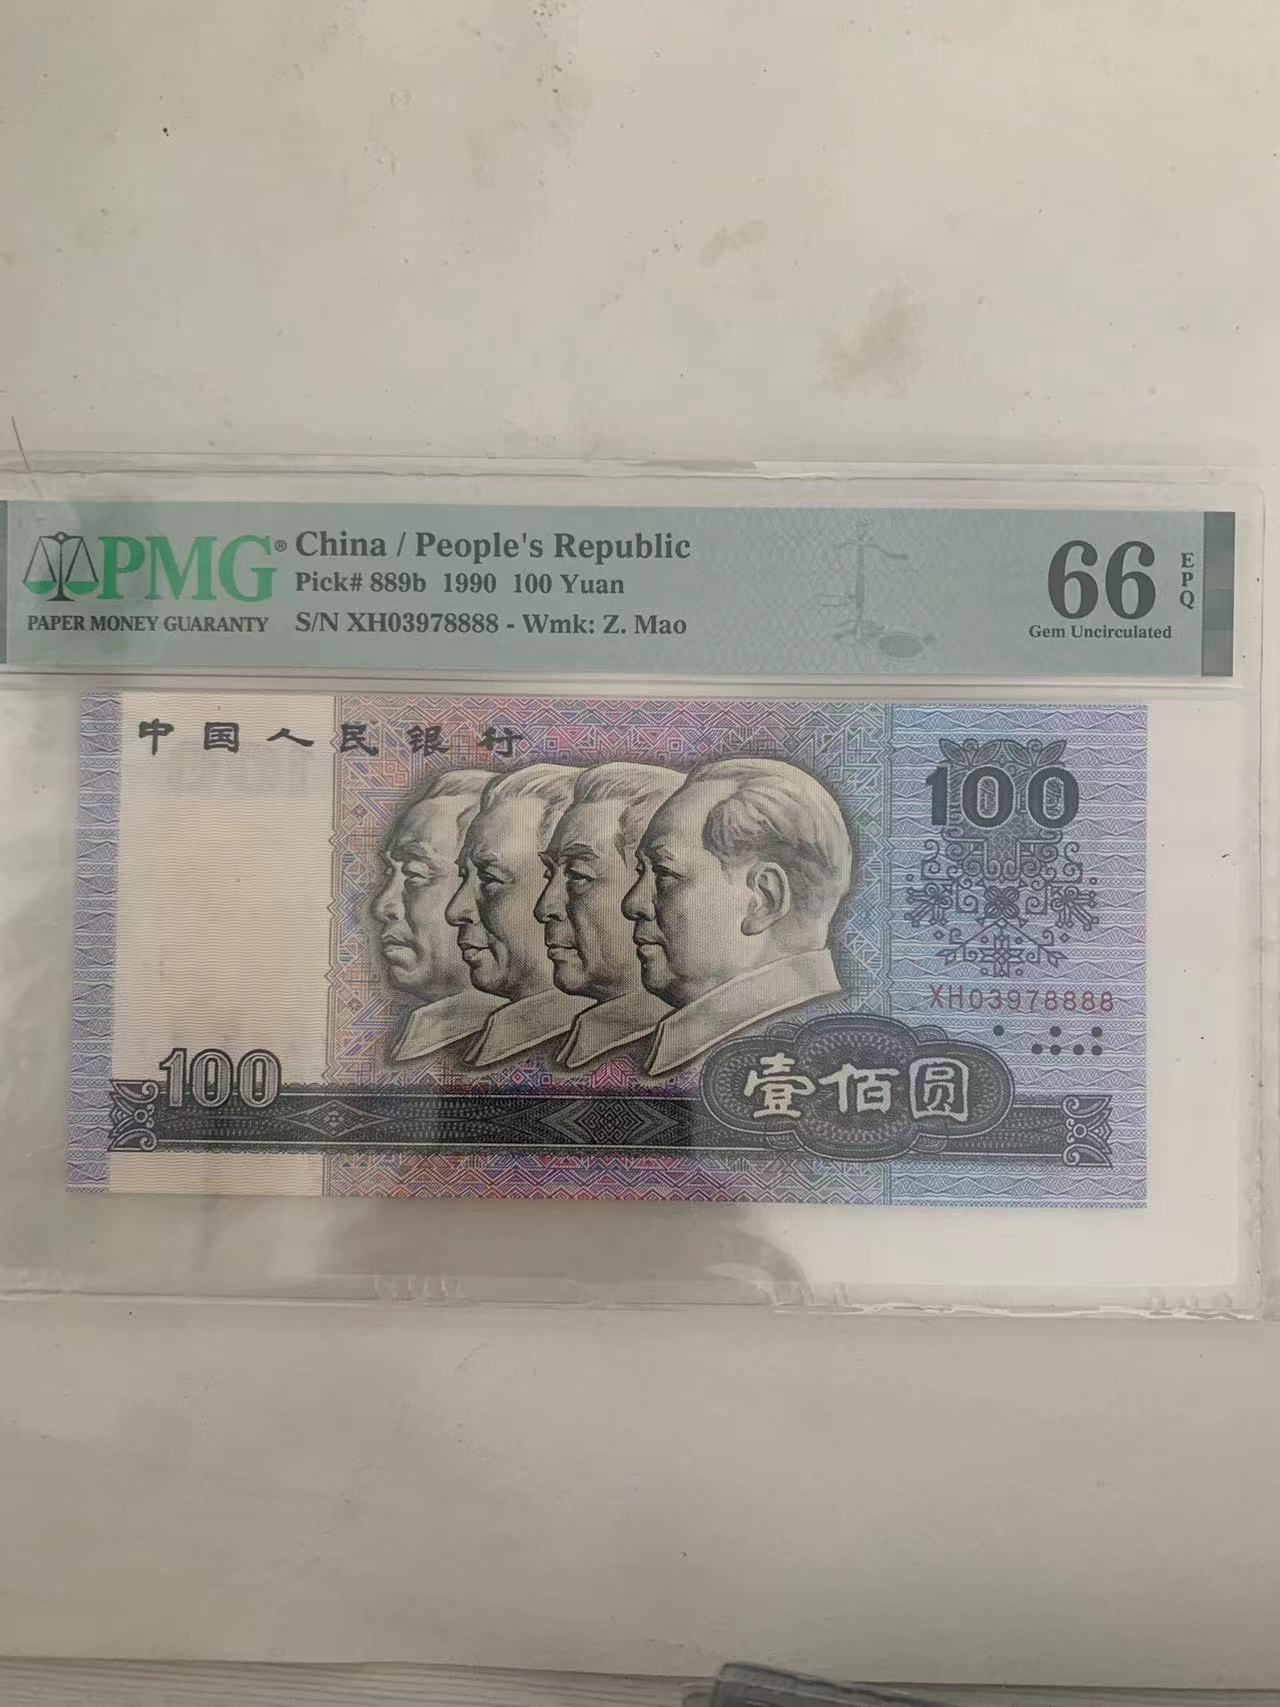 PMG® China / People's Republic
Pick# 889b 1990 100 Yuan
PAPER MONEY GUARANTY S/N XH03978888 - Wmk: Z. Mao
66 EPQ
Gem Uncirculated
中国人民银行
100
XH03978888
100
壹佰圆